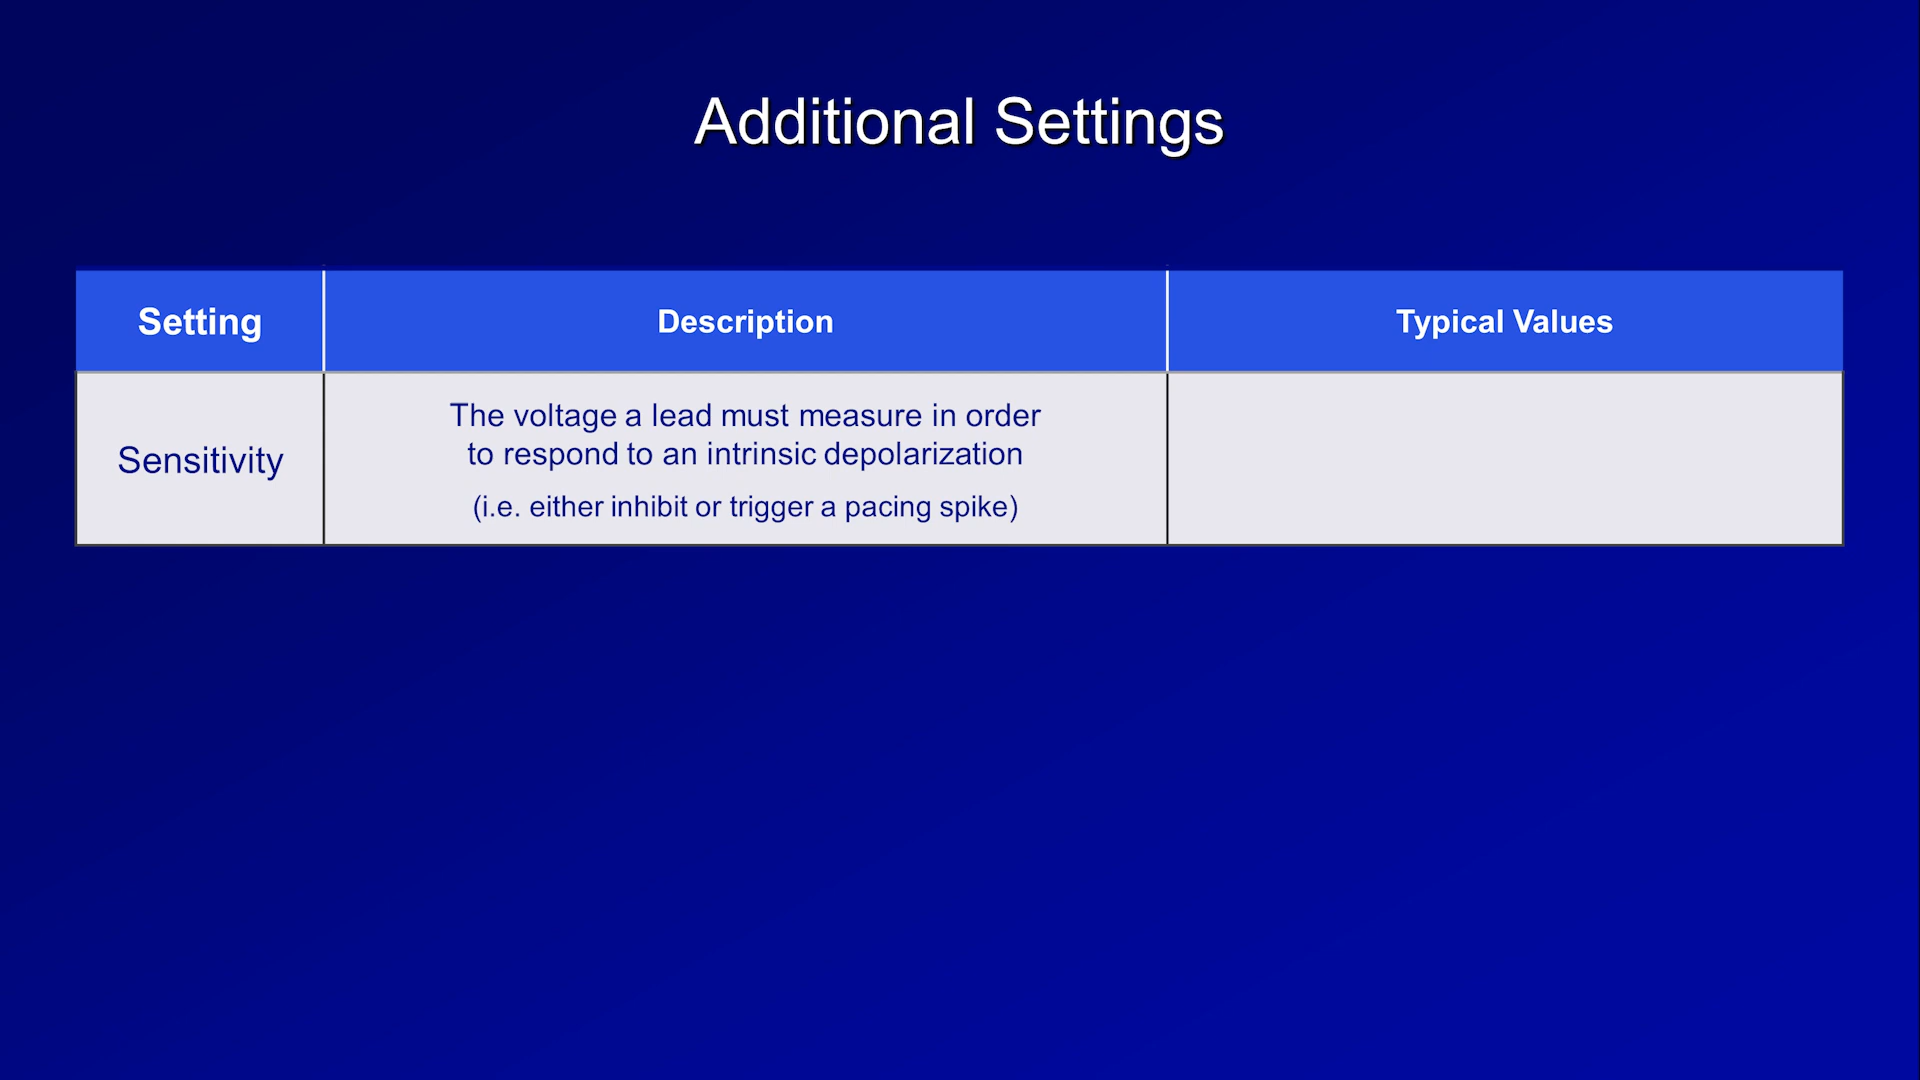 Additional Settings
Setting
Description
Typical Values
Sensitivity
The voltage a lead must measure in order
to respond to an intrinsic depolarization
(i.e. either inhibit or trigger a pacing spike)